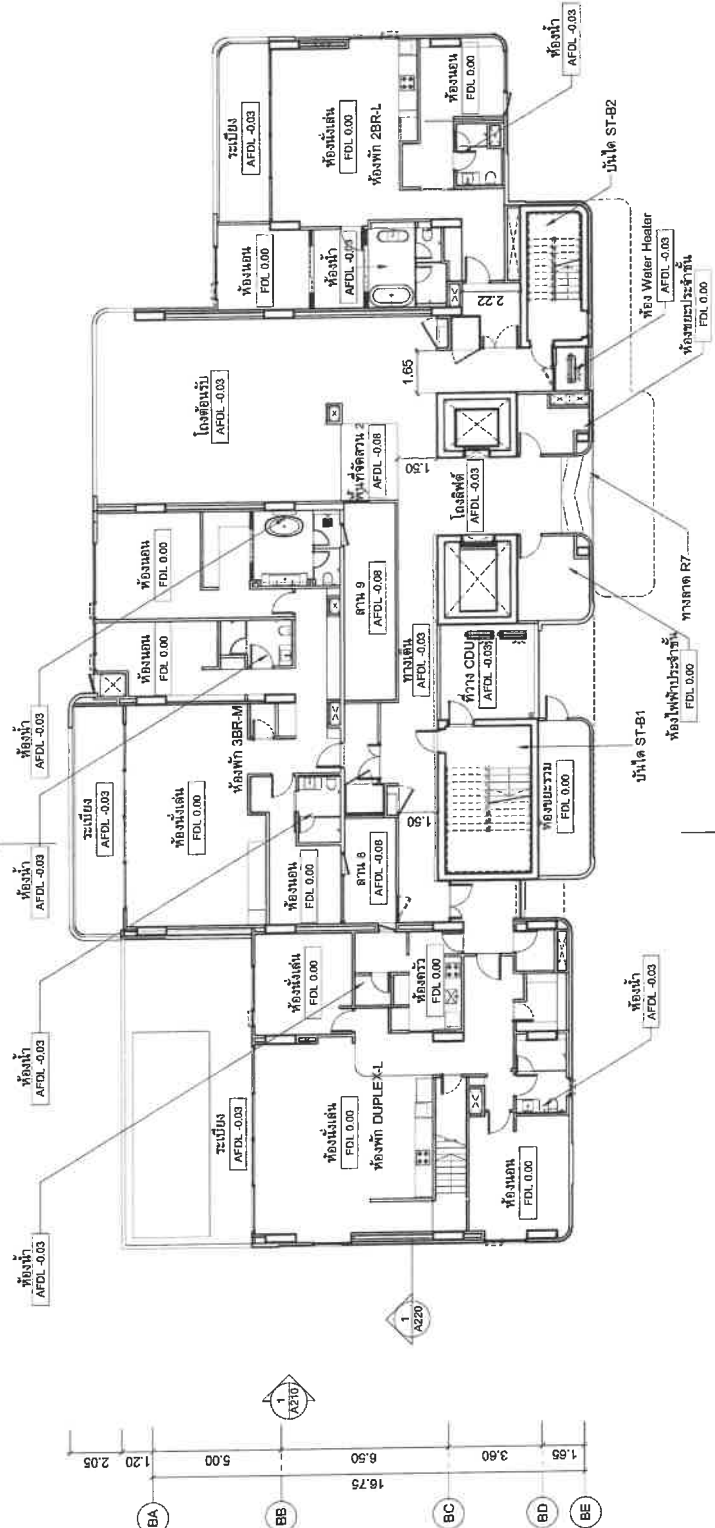 ห้องน้ำ
AFDL -0.03
ห้องน้ำ
AFDL -0.03
ห้องน้ำ
AFDL -0.03
ห้องน้ำ
AFDL -0.03
ระเบียง
AFDL -0.03
ระเบียง
AFDL -0.03
ระเบียง
AFDL -0.03
ห้องนั่งเล่น
FDL 0.00
ห้องพัก DUPLEX-L
ห้องนั่งเล่น
FDL 0.00
ห้องครัว
FDL 0.00
ห้องนอน
FDL 0.00
ห้องน้ำ
AFDL -0.03
ห้องนั่งเล่น
FDL 0.00
ห้องพัก 3BR-M
ห้องนอน
FDL 0.00
ห้องนอน
FDL 0.00
ห้องนอน
FDL 0.00
ลาน 8
AFDL -0.08
ลาน 9
AFDL -0.08
1.50
ทางเดิน
AFDL -0.03
ที่วาง CDU
AFDL -0.03
โถงต้อนรับ
AFDL -0.03
พื้นที่จัดสวน 2
AFDL -0.08
1.50
โถงลิฟต์
AFDL -0.03
1.65
2.22
ห้องนอน
FDL 0.00
ห้องน้ำ
AFDL -0.03
ห้องนั่งเล่น
FDL 0.00
ห้องพัก 2BR-L
ห้องนอน
FDL 0.00
ห้องน้ำ
AFDL -0.03
บันได ST-B2
ห้อง Water Heater
AFDL -0.03
ห้องขยะประจำชั้น
FDL 0.00
ทางลาด R7
ห้องไฟฟ้าประจำชั้น
FDL 0.00
บันได ST-B1
ห้องขยะรวม
FDL 0.00
1
A220
1
A210
2.05
1.20
5.00
6.50
3.60
1.65
16.75
BA
BB
BC
BD
BE